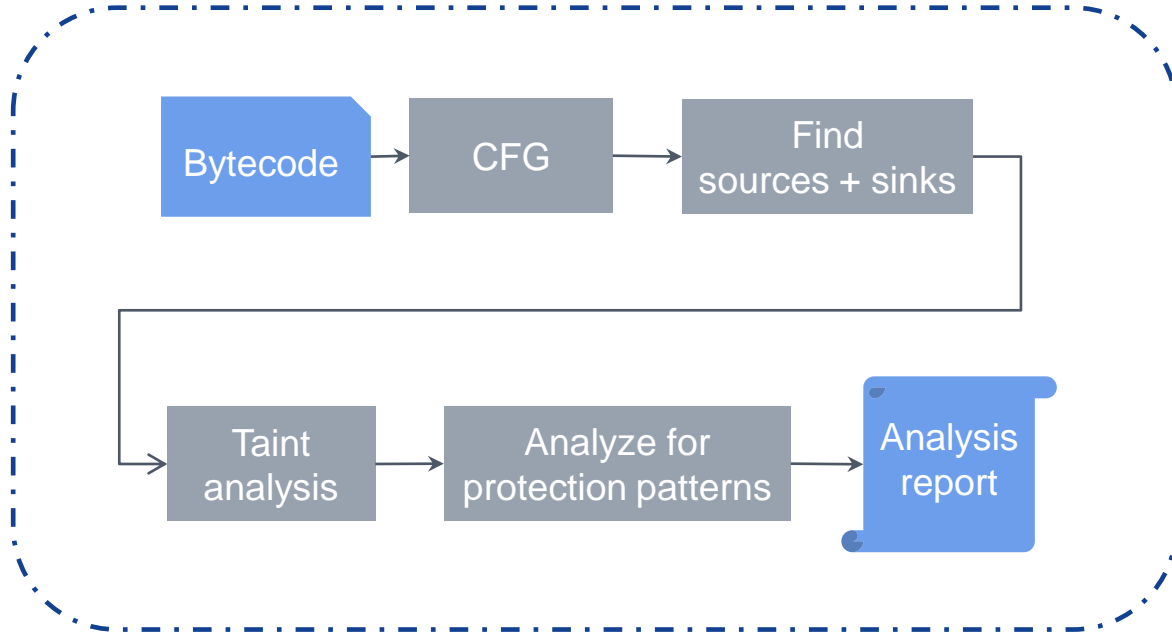 Bytecode
CFG
Find
sources + sinks
Taint
analysis
Analyze for
protection patterns
Analysis
report